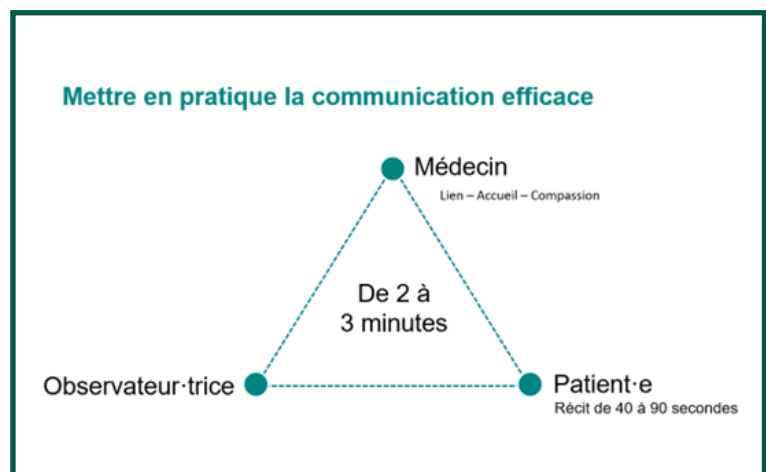 Mettre en pratique la communication efficace
Médecin
Lien – Accueil – Compassion
De 2 à
3 minutes
Observateur·trice
Patient·e
Récit de 40 à 90 secondes